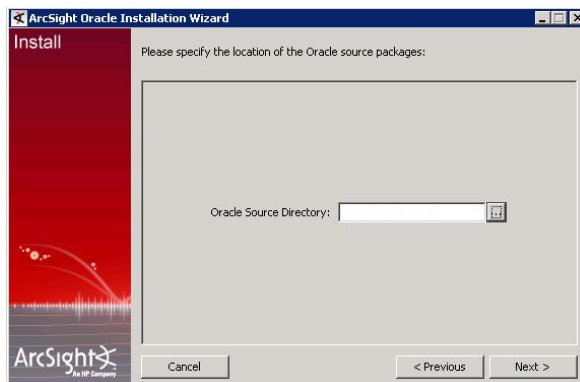 ArcSight Oracle Installation Wizard
Install
Please specify the location of the Oracle source packages:
Oracle Source Directory:
...
ArcSight
An HP Company
Cancel
< Previous
Next >